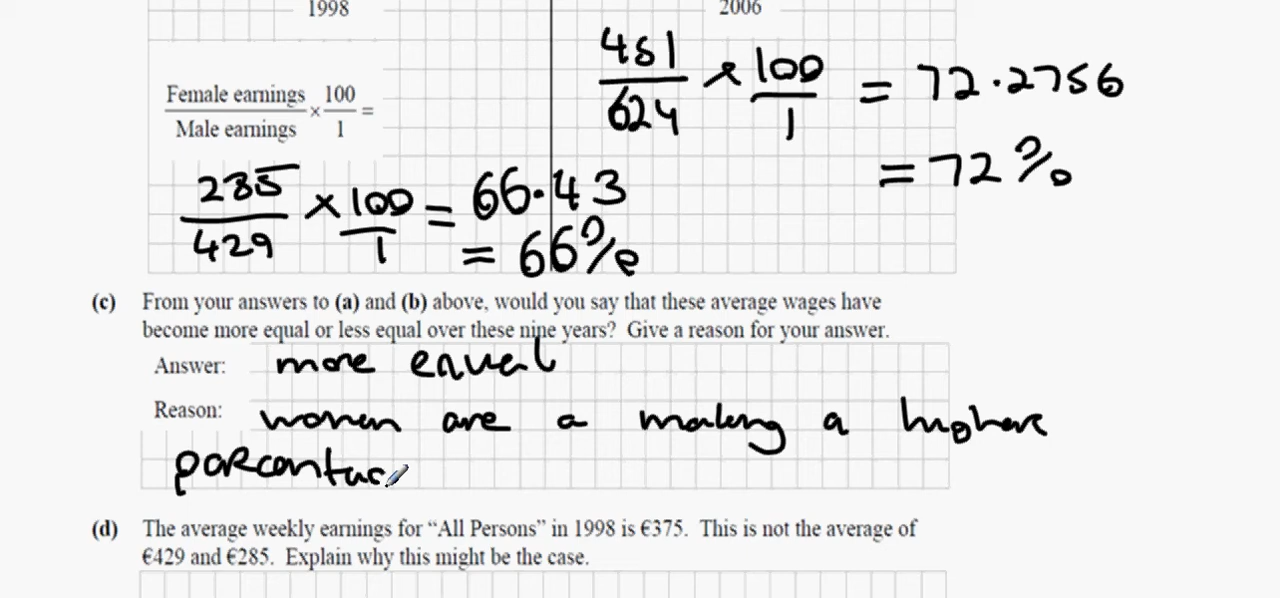 1998
2006
451/624 × 100/1 = 72.2756
= 72%
Female earnings/Male earnings × 100/1 =
285/429 × 100/1 = 66.43
= 66%
(c) From your answers to (a) and (b) above, would you say that these average wages have
become more equal or less equal over these nine years? Give a reason for your answer.
Answer: more equal
Reason: women are a making a higher
percentag
(d) The average weekly earnings for “All Persons” in 1998 is €375. This is not the average of
€429 and €285. Explain why this might be the case.